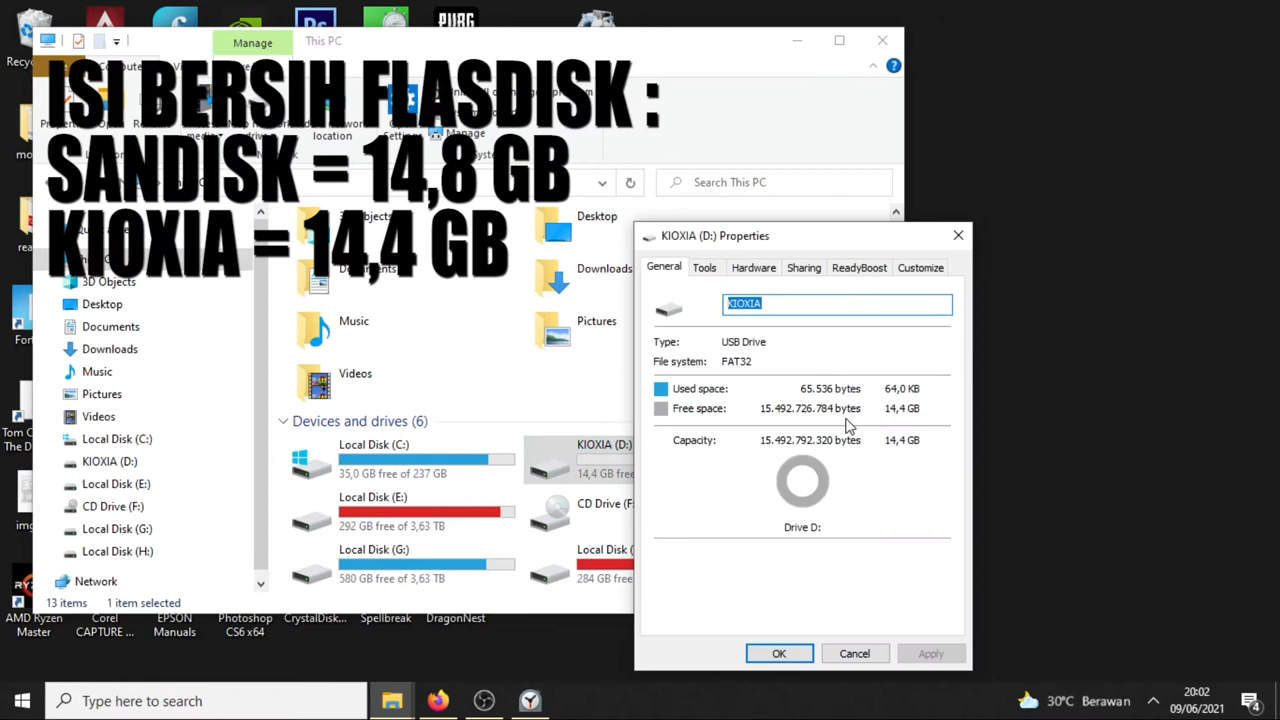 PUBG
Manage
This PC
ISI BERSIH FLASDISK :
SANDISK = 14,8 GB
KIOXIA = 14,4 GB
location
Manage
Search This PC
Desktop
Downloads
Music
Pictures
Videos
3D Objects
Desktop
Documents
Downloads
Music
Pictures
Videos
Local Disk (C:)
KIOXIA (D:)
Local Disk (E:)
CD Drive (F:)
Local Disk (G:)
Local Disk (H:)
Network
Devices and drives (6)
Local Disk (C:)
35,0 GB free of 237 GB
KIOXIA (D:)
14,4 GB free
Local Disk (E:)
292 GB free of 3,63 TB
CD Drive (F:
Local Disk (G:)
580 GB free of 3,63 TB
Local Disk (
284 GB free
13 items
1 item selected
KIOXIA (D:) Properties
General
Tools
Hardware
Sharing
ReadyBoost
Customize
KIOXIA
Type: USB Drive
File system: FAT32
Used space: 65.536 bytes 64,0 KB
Free space: 15.492.726.784 bytes 14,4 GB
Capacity: 15.492.792.320 bytes 14,4 GB
Drive D:
OK
Cancel
Apply
AMD Ryzen
Master
Corel
CAPTURE ...
EPSON
Manuals
Photoshop
CS6 x64
CrystalDisk...
Spellbreak
DragonNest
Type here to search
30°C Berawan
20:02
09/06/2021
4